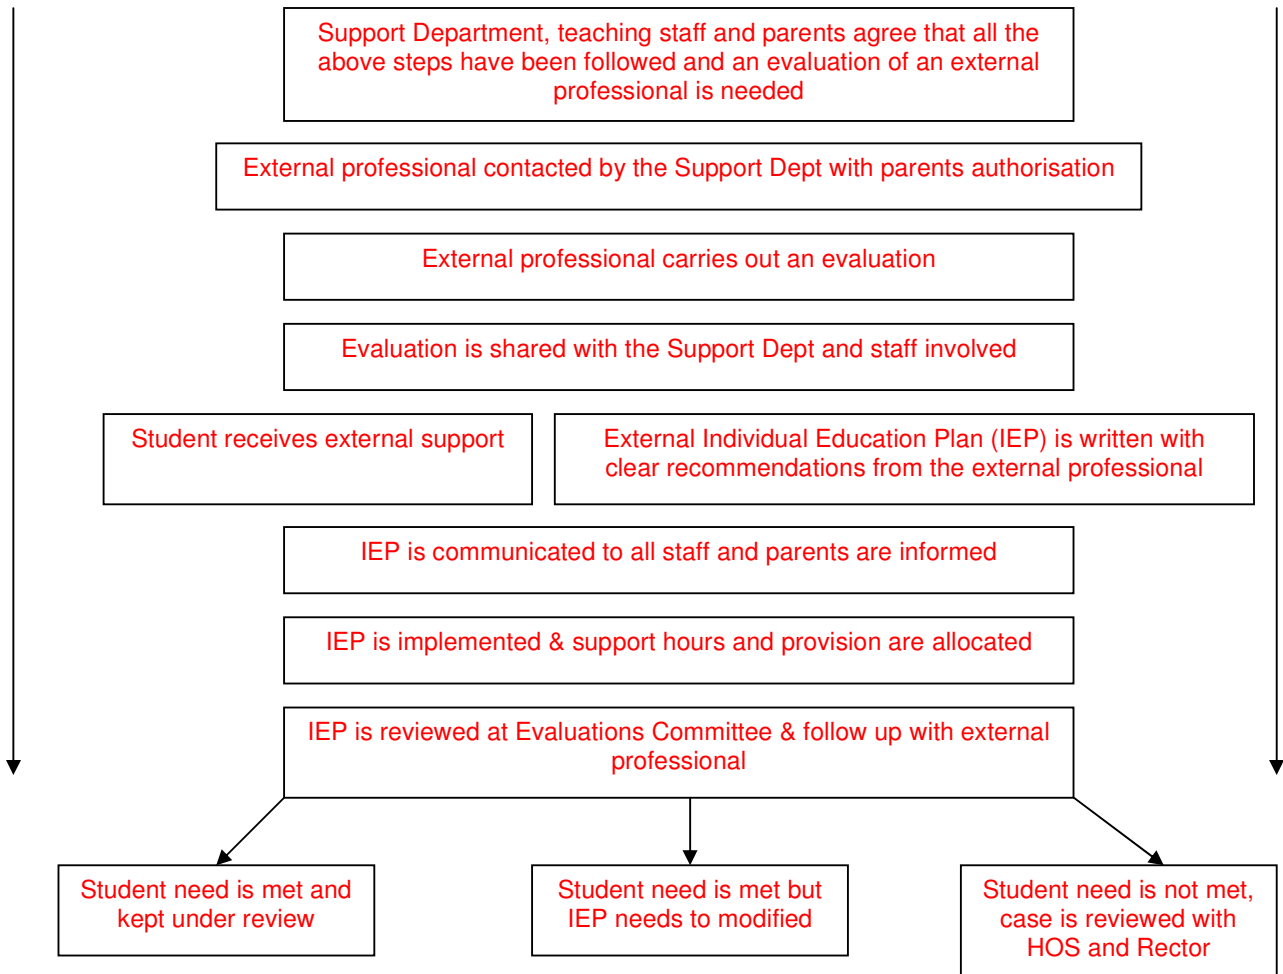 Support Department, teaching staff and parents agree that all the
above steps have been followed and an evaluation of an external
professional is needed
External professional contacted by the Support Dept with parents authorisation
External professional carries out an evaluation
Evaluation is shared with the Support Dept and staff involved
Student receives external support
External Individual Education Plan (IEP) is written with
clear recommendations from the external professional
IEP is communicated to all staff and parents are informed
IEP is implemented & support hours and provision are allocated
IEP is reviewed at Evaluations Committee & follow up with external
professional
Student need is met and
kept under review
Student need is met but
IEP needs to modified
Student need is not met,
case is reviewed with
HOS and Rector